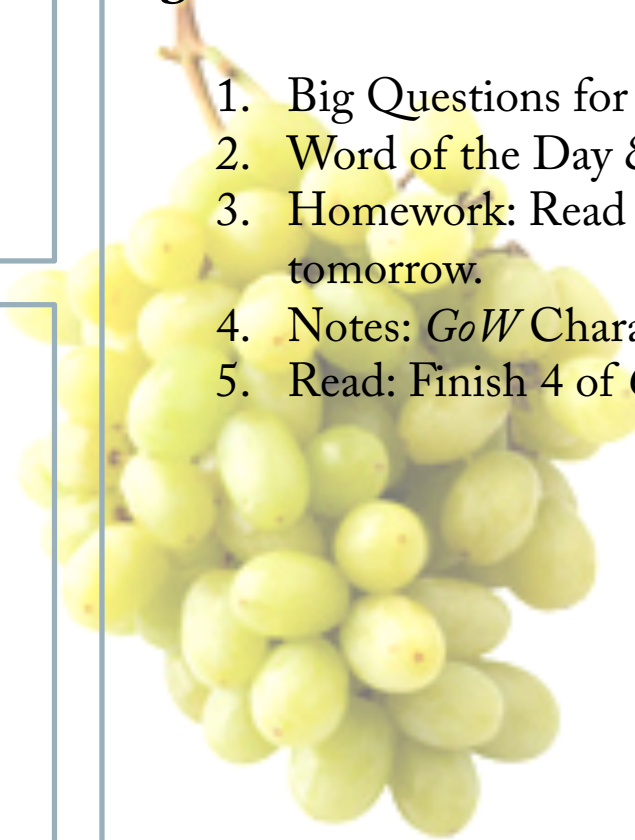 1. Big Questions for
2. Word of the Day &
3. Homework: Read
tomorrow.
4. Notes: GoW Chara
5. Read: Finish 4 of